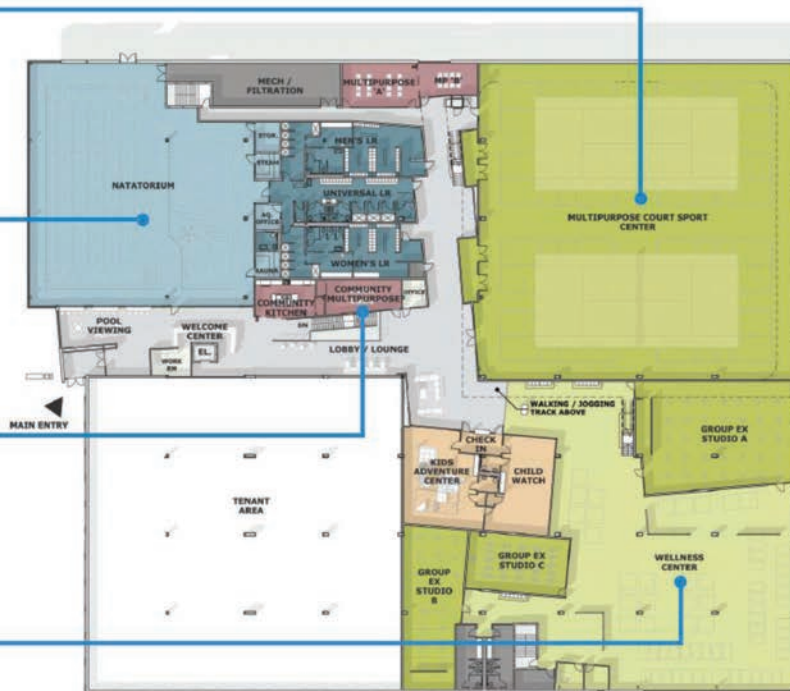 MECH /
FILTRATION
MULTIPURPOSE
'A'
MP 'B'
STOR.
MEN'S LR
STEAM
NATATORIUM
UNIVERSAL LR
AQ.
OFFICE
MULTIPURPOSE COURT SPORT
CENTER
WOMEN'S LR
SAUNA
COMMUNITY
KITCHEN
COMMUNITY
MULTIPURPOSE
OFFICE
POOL
VIEWING
WELCOME
CENTER
LOBBY / LOUNGE
WORK
RM
EL.
MAIN ENTRY
WALKING / JOGGING
TRACK ABOVE
GROUP EX
STUDIO A
CHECK
IN
KIDS
ADVENTURE
CENTER
CHILD
WATCH
TENANT
AREA
GROUP EX
STUDIO C
WELLNESS
CENTER
GROUP
EX
STUDIO
B